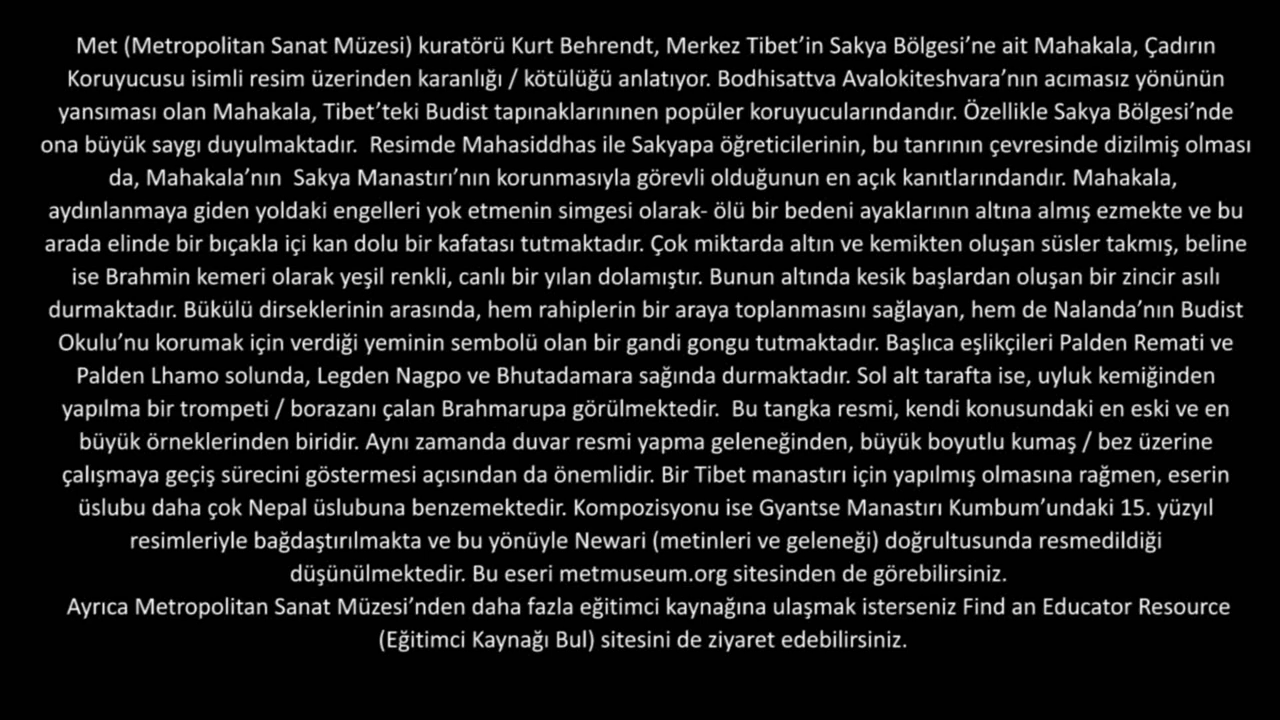 Met (Metropolitan Sanat Müzesi) kuratörü Kurt Behrendt, Merkez Tibet’in Sakya Bölgesi’ne ait Mahakala, Çadırın
Koruyucusu isimli resim üzerinden karanlığı / kötülüğü anlatıyor. Bodhisattva Avalokiteshvara’nın acımasız yönünün
yansıması olan Mahakala, Tibet’teki Budist tapınaklarınınen popüler koruyucularındandır. Özellikle Sakya Bölgesi’nde
ona büyük saygı duyulmaktadır.  Resimde Mahasiddhas ile Sakyapa öğreticilerinin, bu tanrının çevresinde dizilmiş olması
da, Mahakala’nın  Sakya Manastırı’nın korunmasıyla görevli olduğunun en açık kanıtlarındandır. Mahakala,
aydınlanmaya giden yoldaki engelleri yok etmenin simgesi olarak- ölü bir bedeni ayaklarının altına almış ezmekte ve bu
arada elinde bir bıçakla içi kan dolu bir kafatası tutmaktadır. Çok miktarda altın ve kemikten oluşan süsler takmış, beline
ise Brahmin kemeri olarak yeşil renkli, canlı bir yılan dolamıştır. Bunun altında kesik başlardan oluşan bir zincir asılı
durmaktadır. Bükülü dirseklerinin arasında, hem rahiplerin bir araya toplanmasını sağlayan, hem de Nalanda’nın Budist
Okulu’nu korumak için verdiği yeminin sembolü olan bir gandi gongu tutmaktadır. Başlıca eşlikçileri Palden Remati ve
Palden Lhamo solunda, Legden Nagpo ve Bhutadamara sağında durmaktadır. Sol alt tarafta ise, uyluk kemiğinden
yapılma bir trompeti / borazanı çalan Brahmarupa görülmektedir.  Bu tangka resmi, kendi konusundaki en eski ve en
büyük örneklerinden biridir. Aynı zamanda duvar resmi yapma geleneğinden, büyük boyutlu kumaş / bez üzerine
çalışmaya geçiş sürecini göstermesi açısından da önemlidir. Bir Tibet manastırı için yapılmış olmasına rağmen, eserin
üslubu daha çok Nepal üslubuna benzemektedir. Kompozisyonu ise Gyantse Manastırı Kumbum’undaki 15. yüzyıl
resimleriyle bağdaştırılmakta ve bu yönüyle Newari (metinleri ve geleneği) doğrultusunda resmedildiği
düşünülmektedir. Bu eseri metmuseum.org sitesinden de görebilirsiniz.
Ayrıca Metropolitan Sanat Müzesi’nden daha fazla eğitimci kaynağına ulaşmak isterseniz Find an Educator Resource
(Eğitimci Kaynağı Bul) sitesini de ziyaret edebilirsiniz.